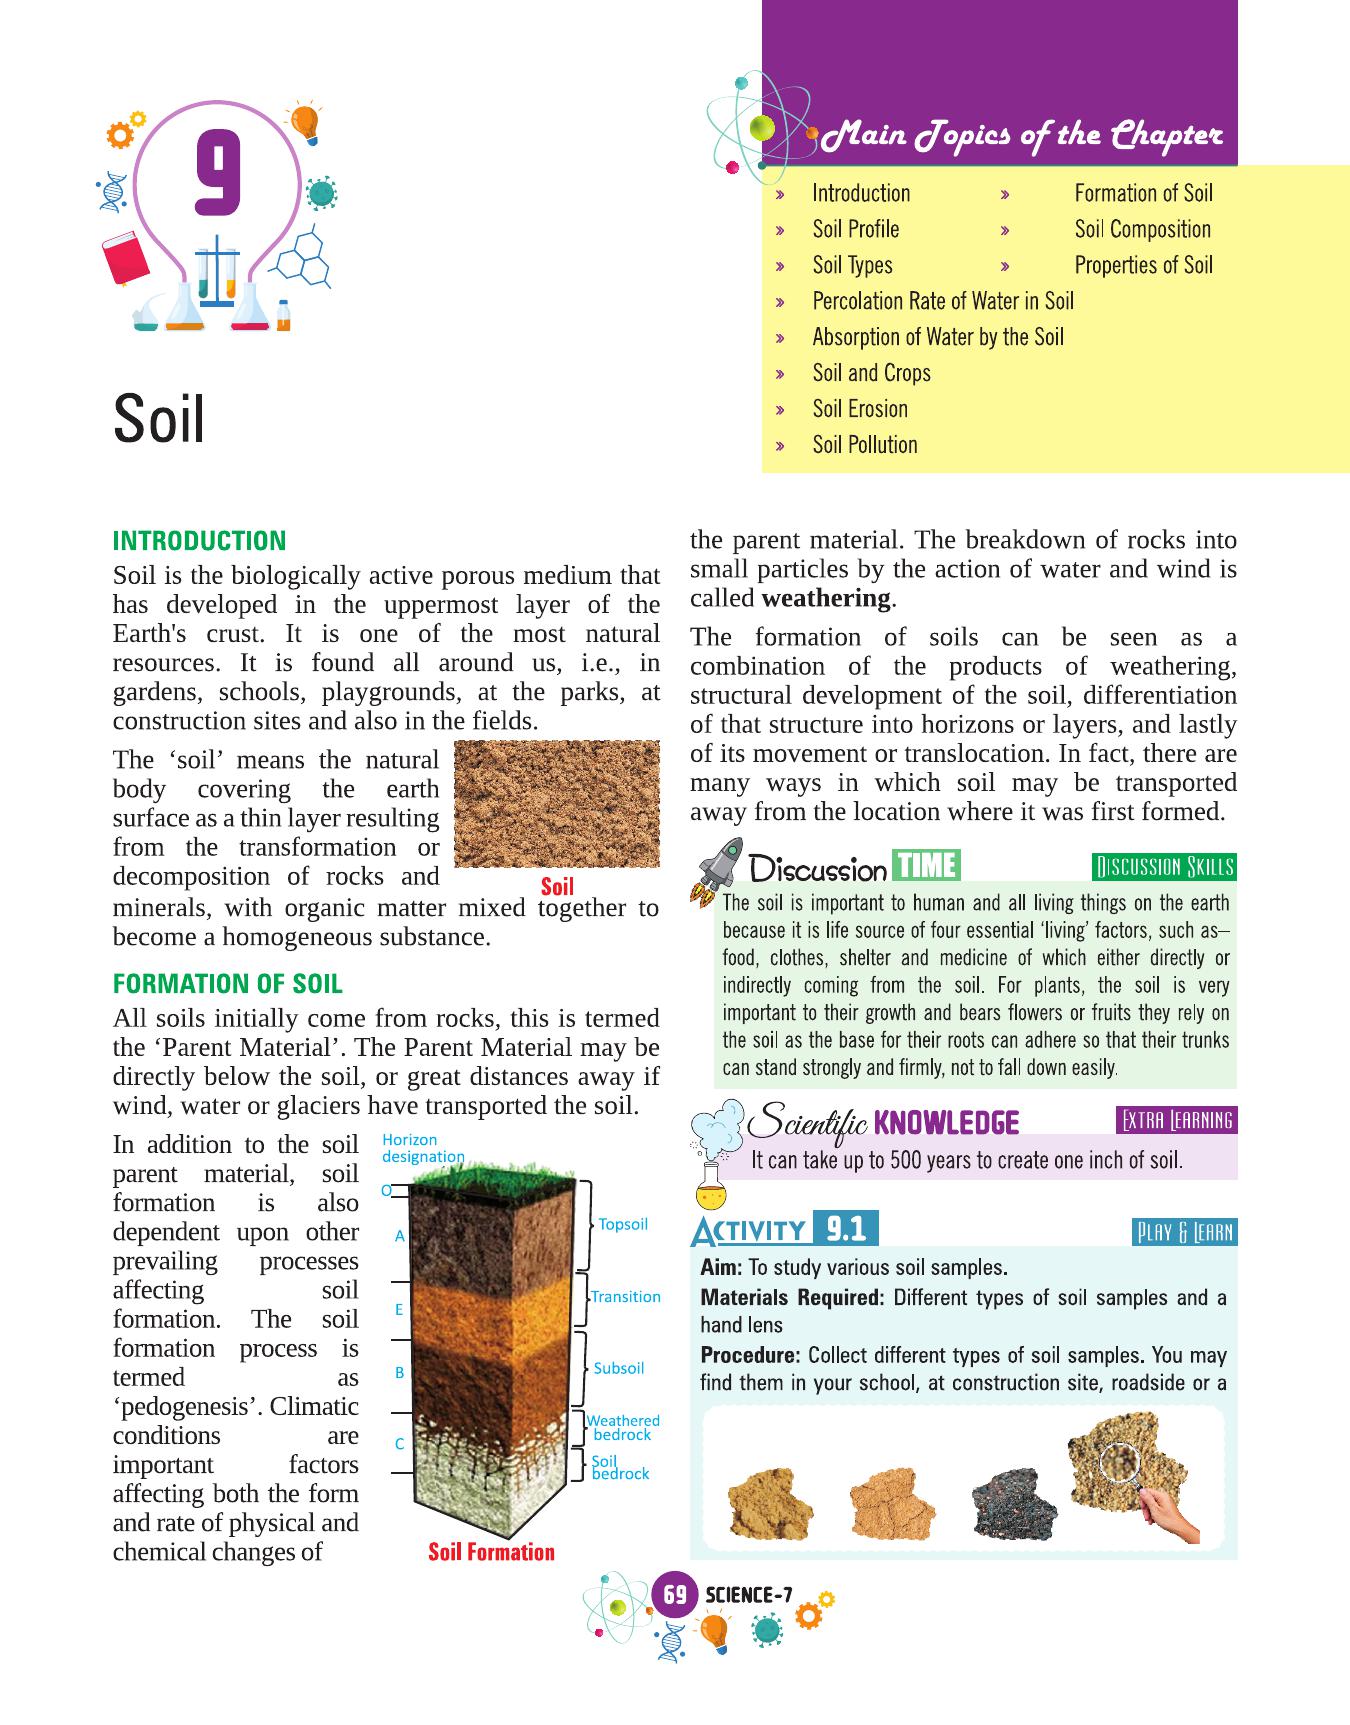 9
Soil
Main Topics of the Chapter
» Introduction » Formation of Soil
» Soil Profile » Soil Composition
» Soil Types » Properties of Soil
» Percolation Rate of Water in Soil
» Absorption of Water by the Soil
» Soil and Crops
» Soil Erosion
» Soil Pollution
INTRODUCTION
Soil is the biologically active porous medium that
has developed in the uppermost layer of the
Earth's crust. It is one of the most natural
resources. It is found all around us, i.e., in
gardens, schools, playgrounds, at the parks, at
construction sites and also in the fields.
The ‘soil’ means the natural
body covering the earth
surface as a thin layer resulting
from the transformation or
decomposition of rocks and
Soil
minerals, with organic matter mixed together to
become a homogeneous substance.
FORMATION OF SOIL
All soils initially come from rocks, this is termed
the ‘Parent Material’. The Parent Material may be
directly below the soil, or great distances away if
wind, water or glaciers have transported the soil.
In addition to the soil
parent material, soil
formation is also
dependent upon other
prevailing processes
affecting soil
formation. The soil
formation process is
termed as
‘pedogenesis’. Climatic
conditions are
important factors
affecting both the form
and rate of physical and
chemical changes of
Horizon
designation
O
A
E
B
C
Topsoil
Transition
Subsoil
Weathered
bedrock
Soil
bedrock
Soil Formation
the parent material. The breakdown of rocks into
small particles by the action of water and wind is
called weathering.
The formation of soils can be seen as a
combination of the products of weathering,
structural development of the soil, differentiation
of that structure into horizons or layers, and lastly
of its movement or translocation. In fact, there are
many ways in which soil may be transported
away from the location where it was first formed.
Discussion TIME DISCUSSION SKILLS
The soil is important to human and all living things on the earth
because it is life source of four essential ‘living’ factors, such as–
food, clothes, shelter and medicine of which either directly or
indirectly coming from the soil. For plants, the soil is very
important to their growth and bears flowers or fruits they rely on
the soil as the base for their roots can adhere so that their trunks
can stand strongly and firmly, not to fall down easily.
Scientific KNOWLEDGE EXTRA LEARNING
It can take up to 500 years to create one inch of soil.
ACTIVITY 9.1 PLAY & LEARN
Aim: To study various soil samples.
Materials Required: Different types of soil samples and a
hand lens
Procedure: Collect different types of soil samples. You may
find them in your school, at construction site, roadside or a
69 SCIENCE-7